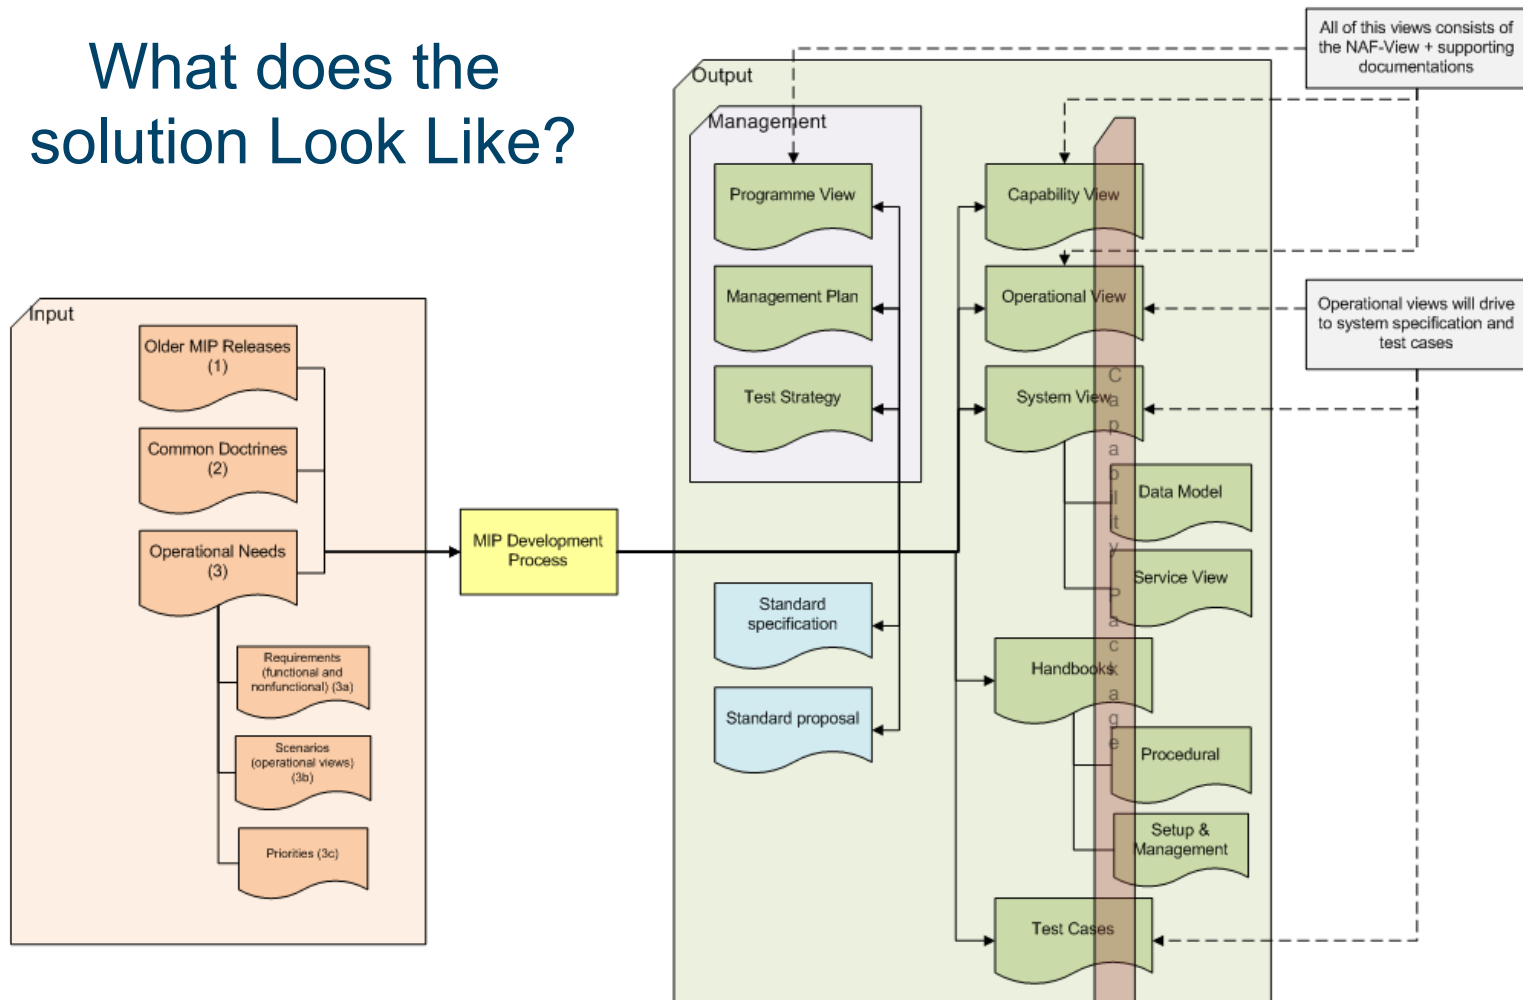 What does the
solution Look Like?
Input
Older MIP Releases
(1)
Common Doctrines
(2)
Operational Needs
(3)
Requirements
(functional and
nonfunctional) (3a)
Scenarios
(operational views)
(3b)
Priorities (3c)
MIP Development
Process
Output
Management
Programme View
Management Plan
Test Strategy
Standard
specification
Standard proposal
Capability View
Operational View
System View
Data Model
Service View
Handbooks
Procedural
Setup &
Management
Test Cases
Capability Package
All of this views consists of
the NAF-View + supporting
documentations
Operational views will drive
to system specification and
test cases